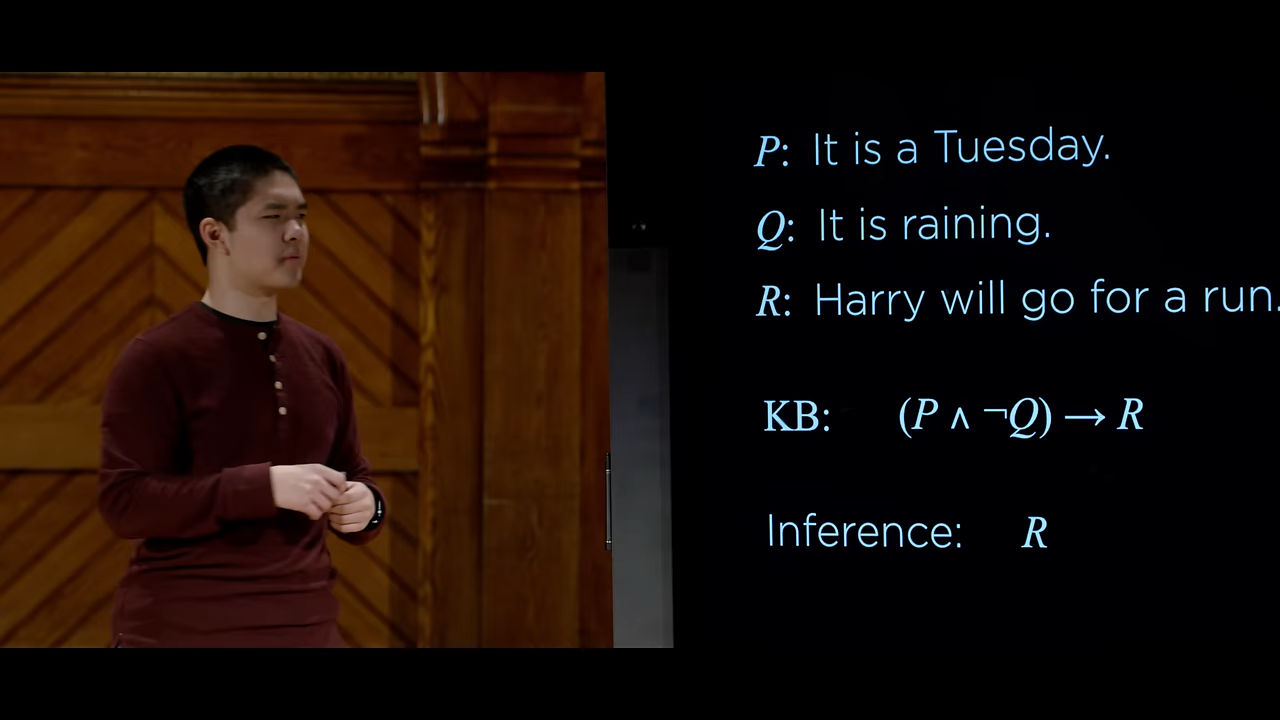 P: It is a Tuesday.
Q: It is raining.
R: Harry will go for a run.
KB: (P ∧ ¬Q) → R
Inference: R